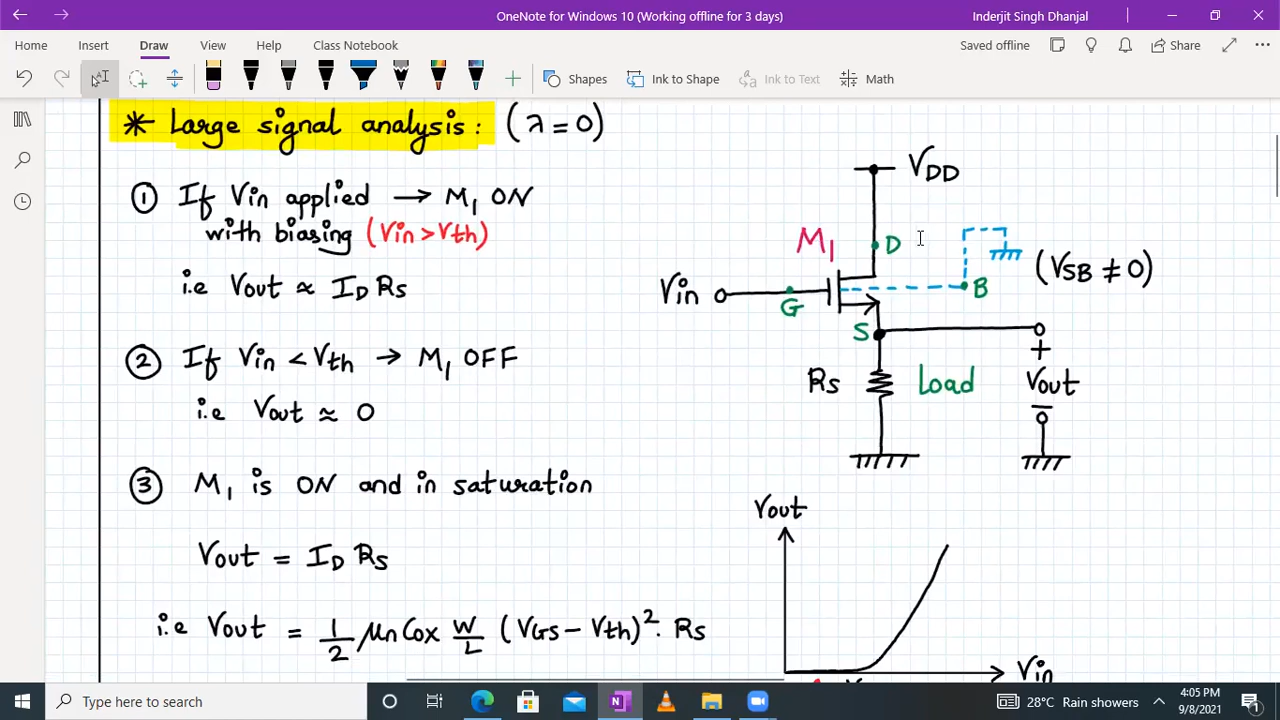 OneNote for Windows 10 (Working offline for 3 days)
Inderjit Singh Dhanjal
Home Insert Draw View Help Class Notebook
Saved offline
Share
Shapes
Ink to Shape
Ink to Text
Math
* Large signal analysis: (λ=0)
① If Vin applied → M1 ON
with biasing (Vin>Vth)
i.e Vout ≈ ID Rs
② If Vin < Vth → M1 OFF
i.e Vout ≈ 0
③ M1 is ON and in saturation
Vout = ID Rs
i.e Vout = 1/2 μn Cox W/L (VGS - Vth)². Rs
VDD
M1
D
(VSB ≠ 0)
B
Vin
G
S
+
Rs
Load
Vout
–
Vout
Vin
Type here to search
28°C Rain showers
4:05 PM
9/8/2021
1